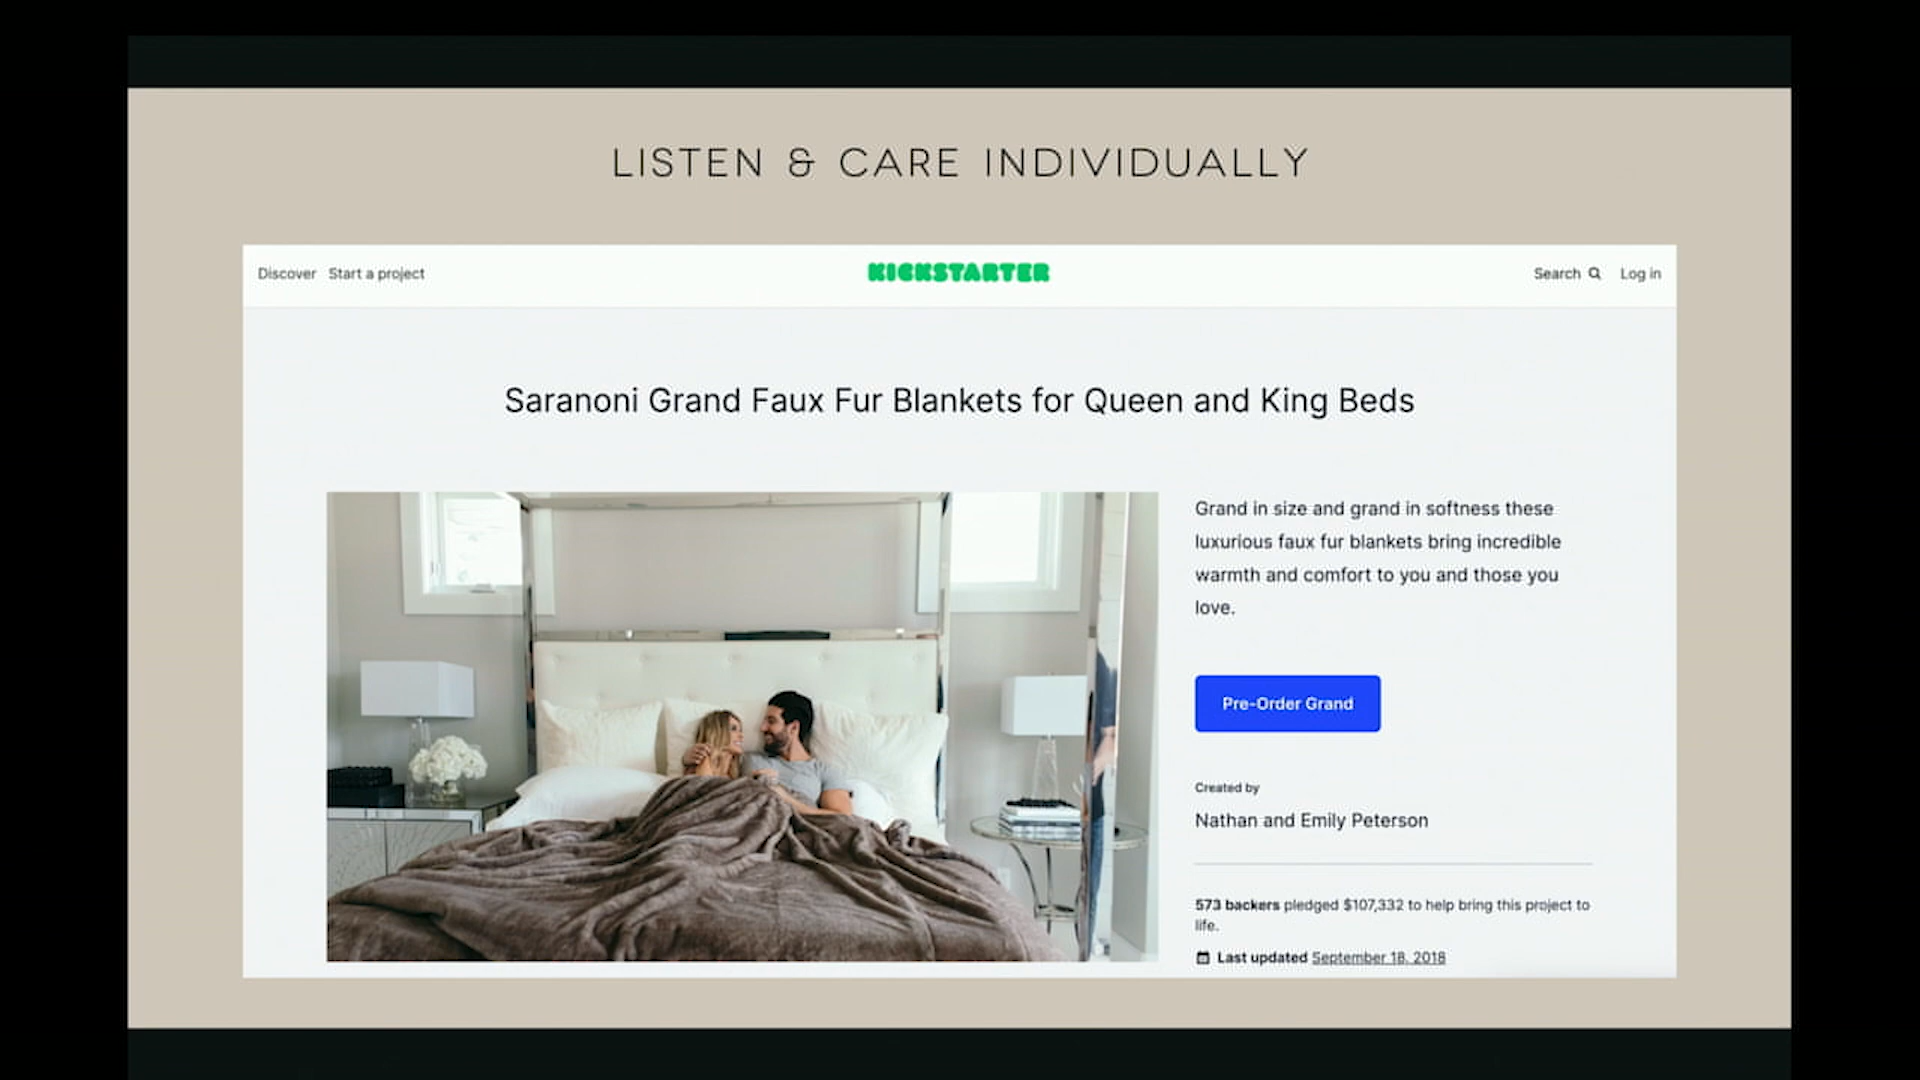 LISTEN & CARE INDIVIDUALLY
Discover Start a project
KICKSTARTER
Search Log in
Saranoni Grand Faux Fur Blankets for Queen and King Beds
Grand in size and grand in softness these
luxurious faux fur blankets bring incredible
warmth and comfort to you and those you
love.
Pre-Order Grand
Created by
Nathan and Emily Peterson
573 backers pledged $107,332 to help bring this project to
life.
Last updated September 18, 2018